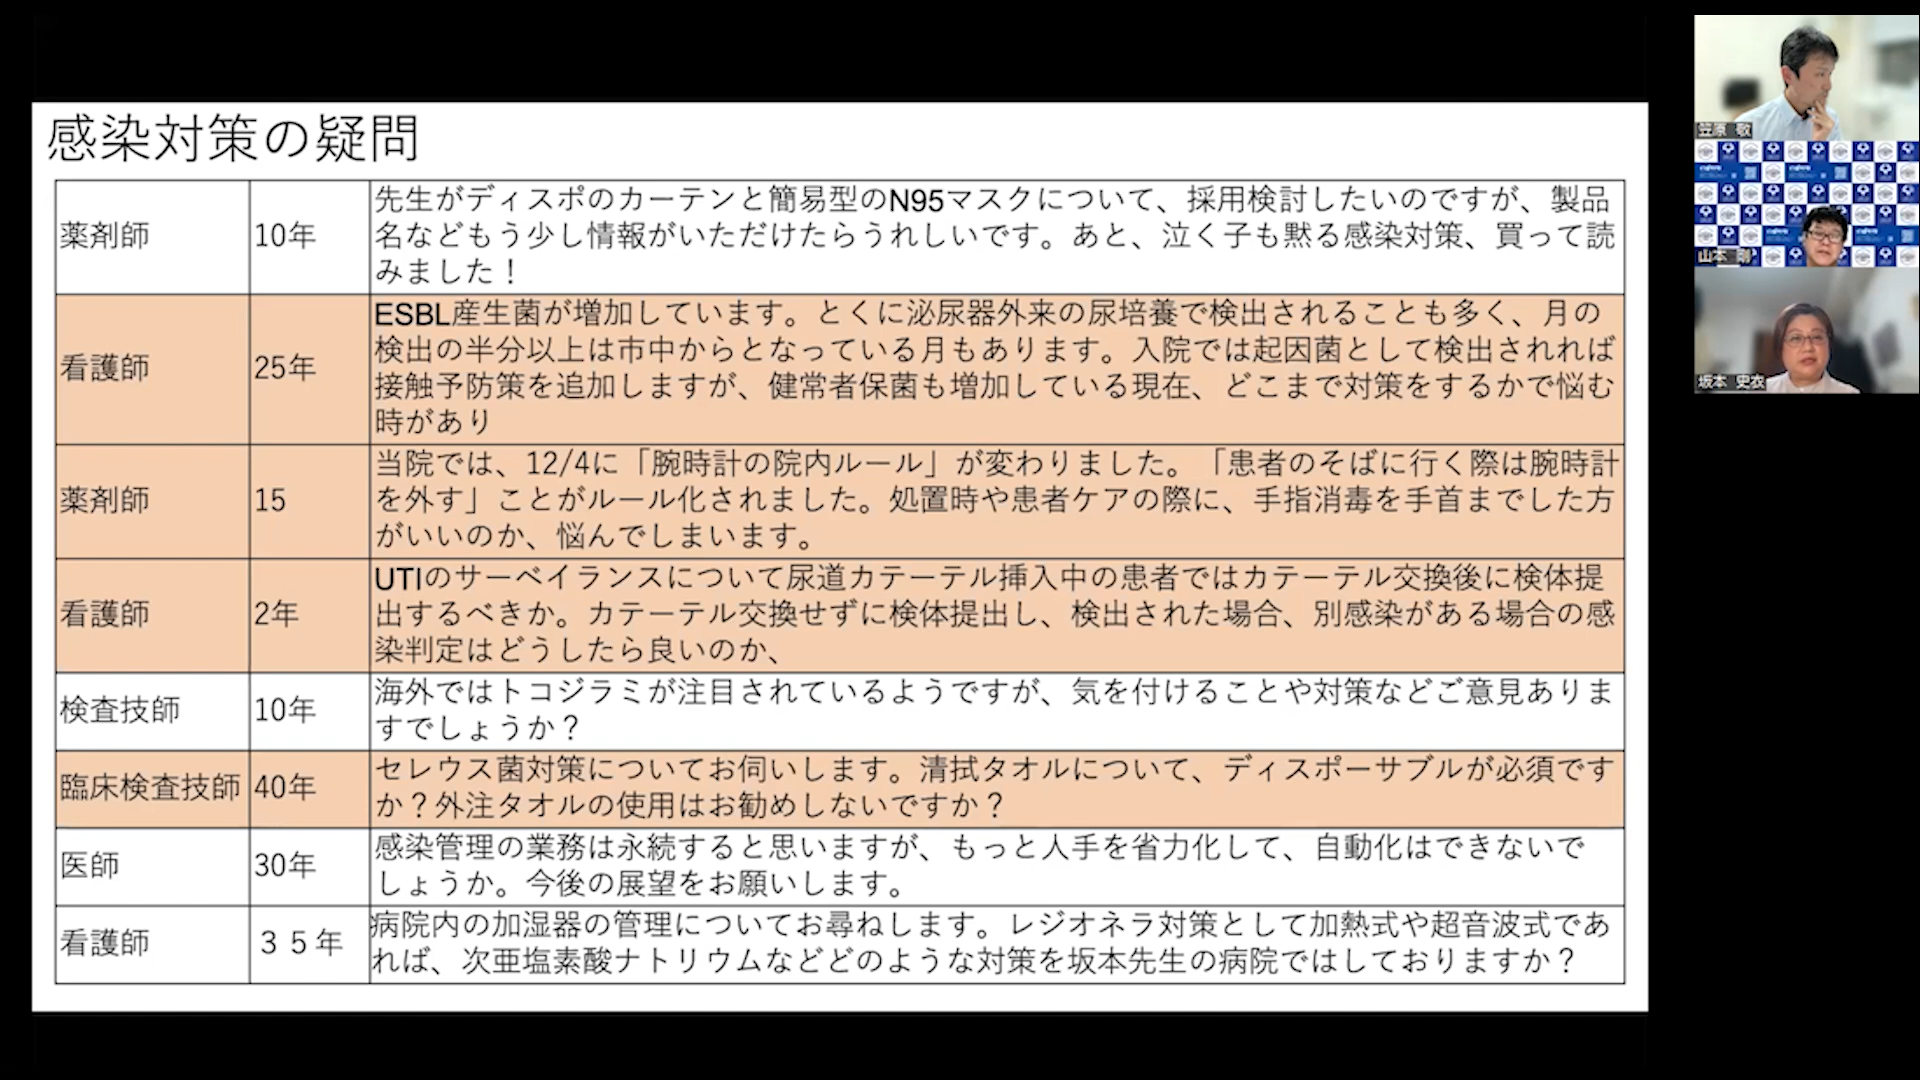 感染対策の疑問
薬剤師
10年
先生がディスポのカーテンと簡易型のN95マスクについて、採用検討したいのですが、製品
名などもう少し情報がいただけたらうれしいです。あと、泣く子も黙る感染対策、買って読
みました！
看護師
25年
ESBL産生菌が増加しています。とくに泌尿器外来の尿培養で検出されることも多く、月の
検出の半分以上は市中からとなっている月もあります。入院では起因菌として検出されれば
接触予防策を追加しますが、健常者保菌も増加している現在、どこまで対策をするかで悩む
時があり
薬剤師
15
当院では、12/4に「腕時計の院内ルール」が変わりました。「患者のそばに行く際は腕時計
を外す」ことがルール化されました。処置時や患者ケアの際に、手指消毒を手首までした方
がいいのか、悩んでしまいます。
看護師
2年
UTIのサーベイランスについて尿道カテーテル挿入中の患者ではカテーテル交換後に検体提
出するべきか。カテーテル交換せずに検体提出し、検出された場合、別感染がある場合の感
染判定はどうしたら良いのか、
検査技師
10年
海外ではトコジラミが注目されているようですが、気を付けることや対策などご意見ありま
すでしょうか？
臨床検査技師
40年
セレウス菌対策についてお伺いします。清拭タオルについて、ディスポーサブルが必須です
か？外注タオルの使用はお勧めしないですか？
医師
30年
感染管理の業務は永続すると思いますが、もっと人手を省力化して、自動化はできないで
しょうか。今後の展望をお願いします。
看護師
３５年
病院内の加湿器の管理についてお尋ねします。レジオネラ対策として加熱式や超音波式であ
れば、次亜塩素酸ナトリウムなどどのような対策を坂本先生の病院ではしておりますか？
笠原 敬
山本 剛
坂本 史衣